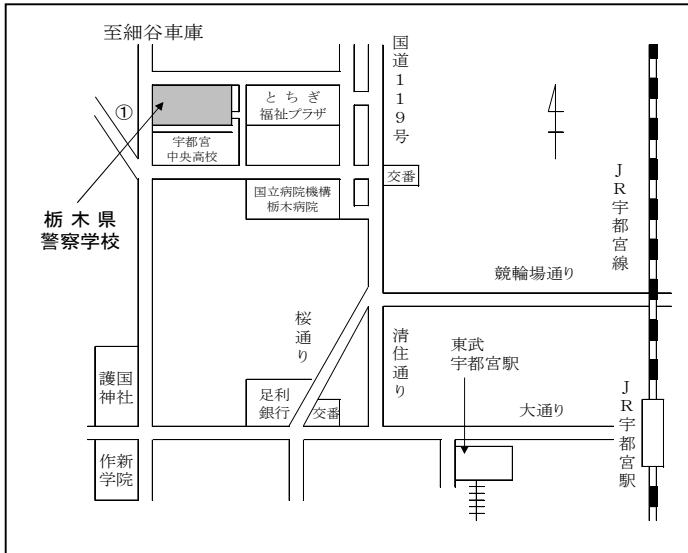 至細谷車庫
国道119号
①
とちぎ
福祉プラザ
宇都宮
中央高校
交番
国立病院機構
栃木病院
JR宇都宮線
栃木県
警察学校
競輪場通り
桜通り
清住通り
東武
宇都宮駅
護国
神社
足利
銀行
交番
大通り
JR宇都宮駅
作新
学院